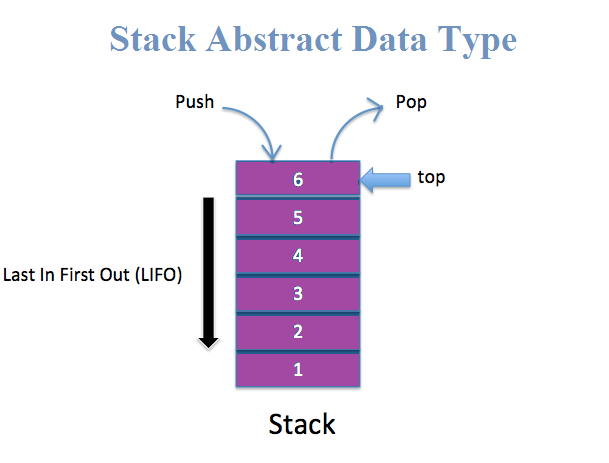 Stack Abstract Data Type
Push
Pop
6
top
5
4
Last In First Out (LIFO)
3
2
1
Stack